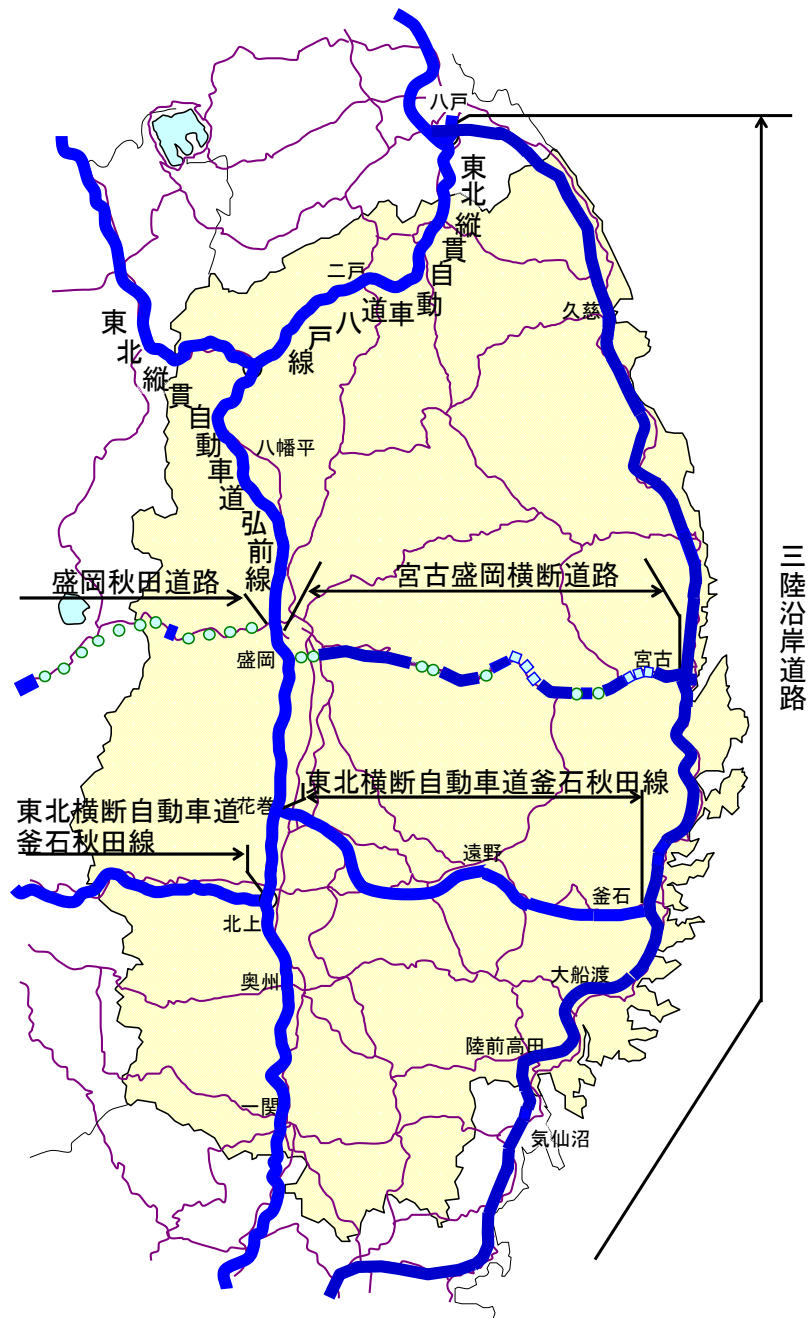 八戸
東北縦貫自動車道八戸線
二戸
久慈
東北縦貫自動車道弘前線
八幡平
盛岡秋田道路
宮古盛岡横断道路
三陸沿岸道路
盛岡
宮古
東北横断自動車道釜石秋田線
花巻
東北横断自動車道
釜石秋田線
遠野
釜石
北上
大船渡
奥州
陸前高田
一関
気仙沼